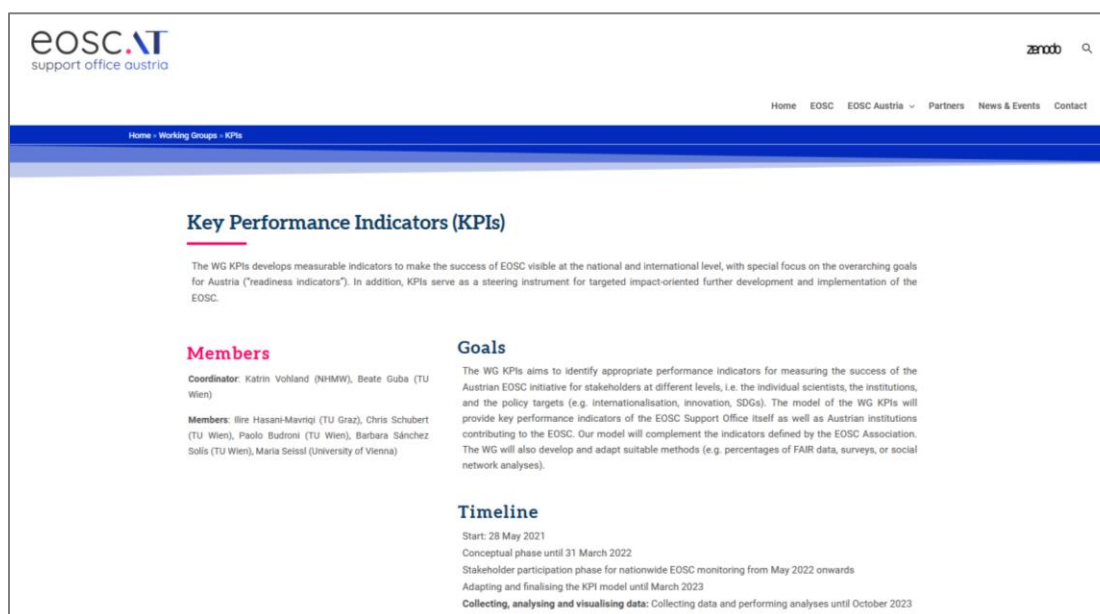 eosc.AT
support office austria
zenodo
Home EOSC EOSC Austria Partners News & Events Contact
Home » Working Groups » KPIs
Key Performance Indicators (KPIs)
The WG KPIs develops measurable indicators to make the success of EOSC visible at the national and international level, with special focus on the overarching goals
for Austria ("readiness indicators"). In addition, KPIs serve as a steering instrument for targeted impact-oriented further development and implementation of the
EOSC.
Members
Coordinator: Katrin Vohland (NHMW), Beate Guba (TU
Wien)
Members: Ilire Hasani-Mavriqi (TU Graz), Chris Schubert
(TU Wien), Paolo Budroni (TU Wien), Barbara Sánchez
Solís (TU Wien), Maria Seissl (University of Vienna)
Goals
The WG KPIs aims to identify appropriate performance indicators for measuring the success of the
Austrian EOSC initiative for stakeholders at different levels, i.e. the individual scientists, the institutions,
and the policy targets (e.g. internationalisation, innovation, SDGs). The model of the WG KPIs will
provide key performance indicators of the EOSC Support Office itself as well as Austrian institutions
contributing to the EOSC. Our model will complement the indicators defined by the EOSC Association.
The WG will also develop and adapt suitable methods (e.g. percentages of FAIR data, surveys, or social
network analyses).
Timeline
Start: 28 May 2021
Conceptual phase until 31 March 2022
Stakeholder participation phase for nationwide EOSC monitoring from May 2022 onwards
Adapting and finalising the KPI model until March 2023
Collecting, analysing and visualising data: Collecting data and performing analyses until October 2023